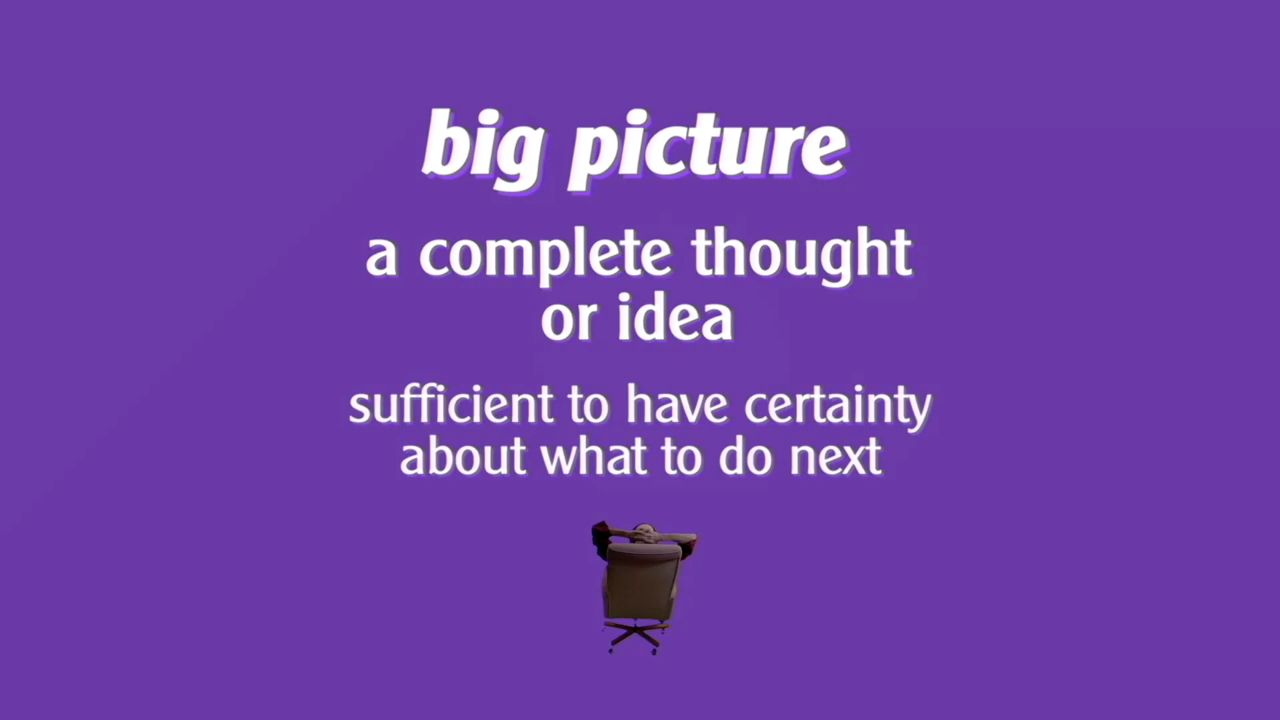 big picture
a complete thought
or idea
sufficient to have certainty
about what to do next